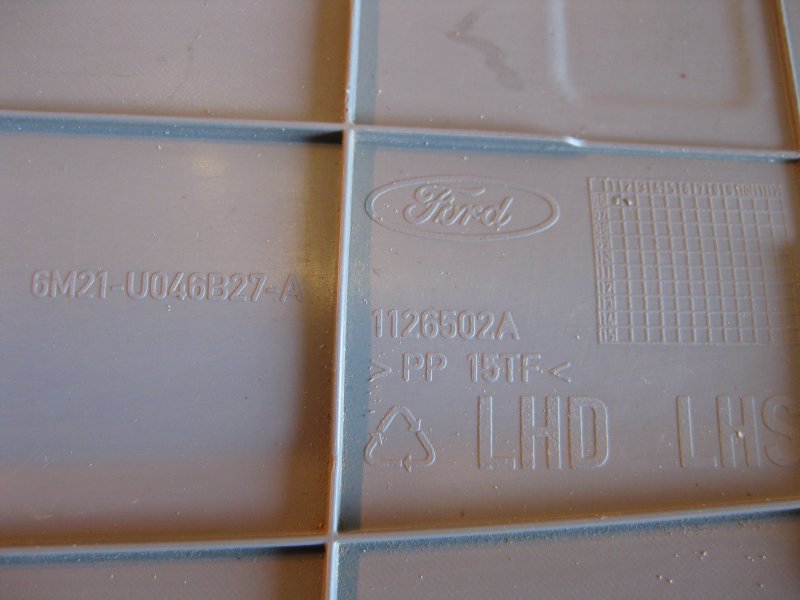 Ford
6M21-U046B27-A
1126502A
>PP 15TF<
LHD LHS